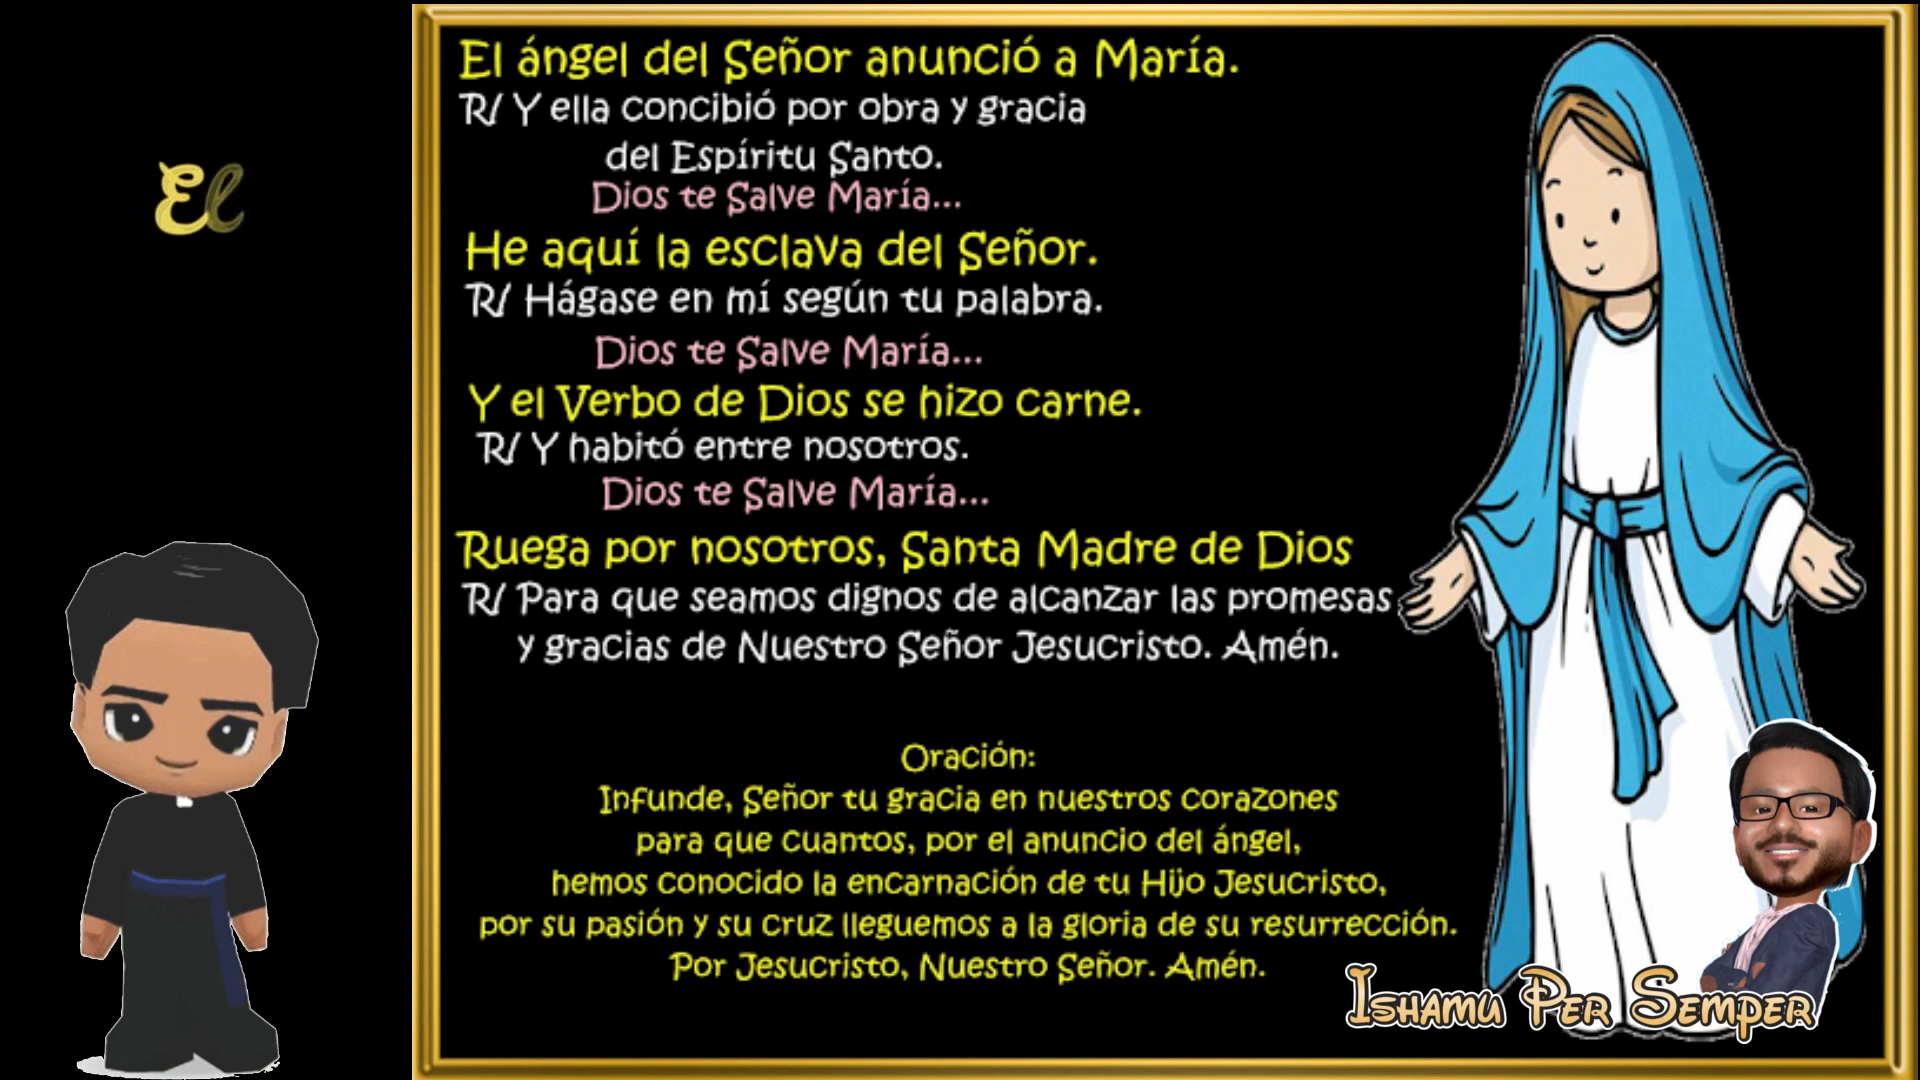 El
El ángel del Señor anunció a María.
R/ Y ella concibió por obra y gracia
del Espíritu Santo.
Dios te Salve María...
He aquí la esclava del Señor.
R/ Hágase en mí según tu palabra.
Dios te Salve María...
Y el Verbo de Dios se hizo carne.
R/ Y habitó entre nosotros.
Dios te Salve María...
Ruega por nosotros, Santa Madre de Dios
R/ Para que seamos dignos de alcanzar las promesas
y gracias de Nuestro Señor Jesucristo. Amén.
Oración:
Infunde, Señor tu gracia en nuestros corazones
para que cuantos, por el anuncio del ángel,
hemos conocido la encarnación de tu Hijo Jesucristo,
por su pasión y su cruz lleguemos a la gloria de su resurrección.
Por Jesucristo, Nuestro Señor. Amén.
Ishamu Per Semper